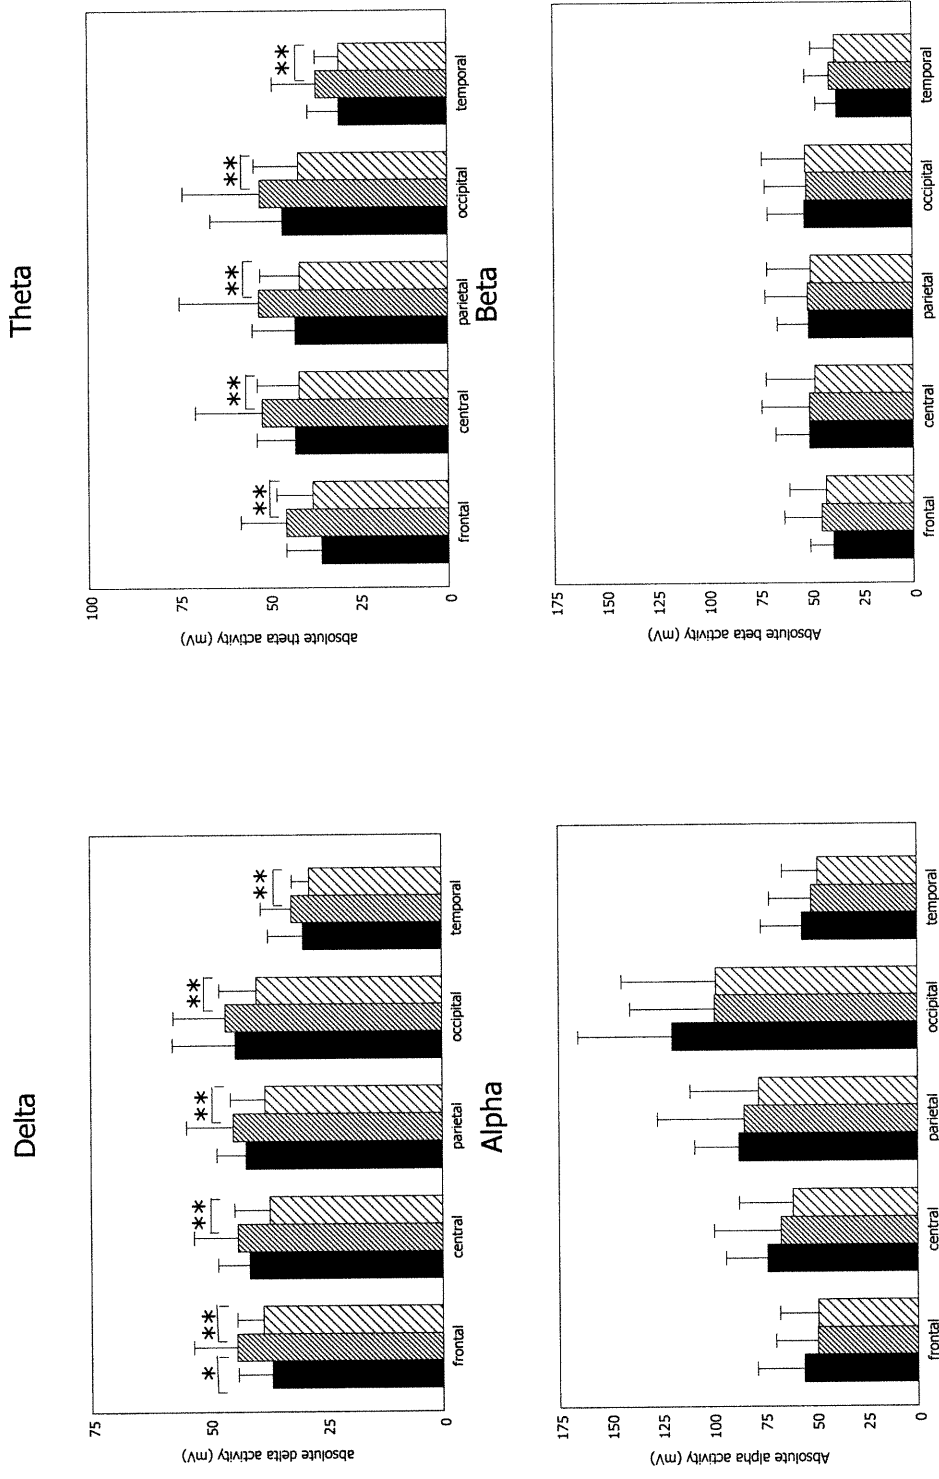 Delta
absolute delta activity (mV)
75
50
25
0
*
**
**
**
**
**
frontal
central
parietal
occipital
temporal
Theta
absolute theta activity (mV)
100
75
50
25
0
**
**
**
**
**
frontal
central
parietal
occipital
temporal
Alpha
Absolute alpha activity (mV)
175
150
125
100
75
50
25
0
frontal
central
parietal
occipital
temporal
Beta
Absolute beta activity (mV)
175
150
125
100
75
50
25
0
frontal
central
parietal
occipital
temporal